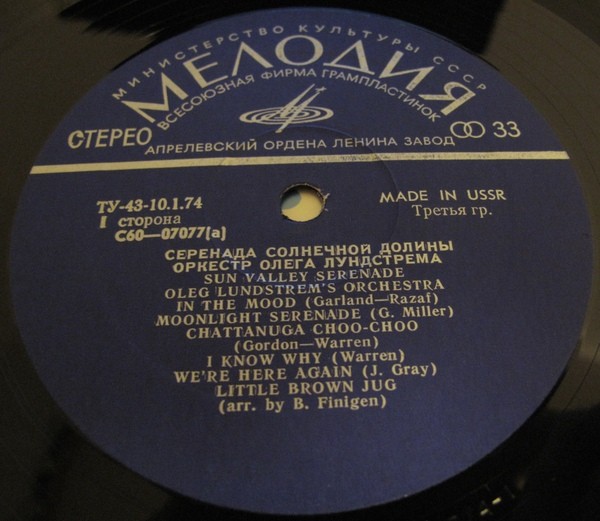 МИНИСТЕРСТВО КУЛЬТУРЫ СССР
МЕЛОДИЯ
ВСЕСОЮЗНАЯ ФИРМА ГРАМПЛАСТИНОК
СТЕРЕО
33
АПРЕЛЕВСКИЙ ОРДЕНА ЛЕНИНА ЗАВОД
ТУ-43-10.1.74
MADE IN USSR
I сторона
Третья гр.
С60—07077(а)
СЕРЕНАДА СОЛНЕЧНОЙ ДОЛИНЫ
ОРКЕСТР ОЛЕГА ЛУНДСТРЕМА
SUN VALLEY SERENADE
OLEG LUNDSTREM'S ORCHESTRA
IN THE MOOD (Garland—Razaf)
MOONLIGHT SERENADE (G. Miller)
CHATTANUGA CHOO-CHOO
(Gordon—Warren)
I KNOW WHY (Warren)
WE'RE HERE AGAIN (J. Gray)
LITTLE BROWN JUG
(arr. by B. Finigen)